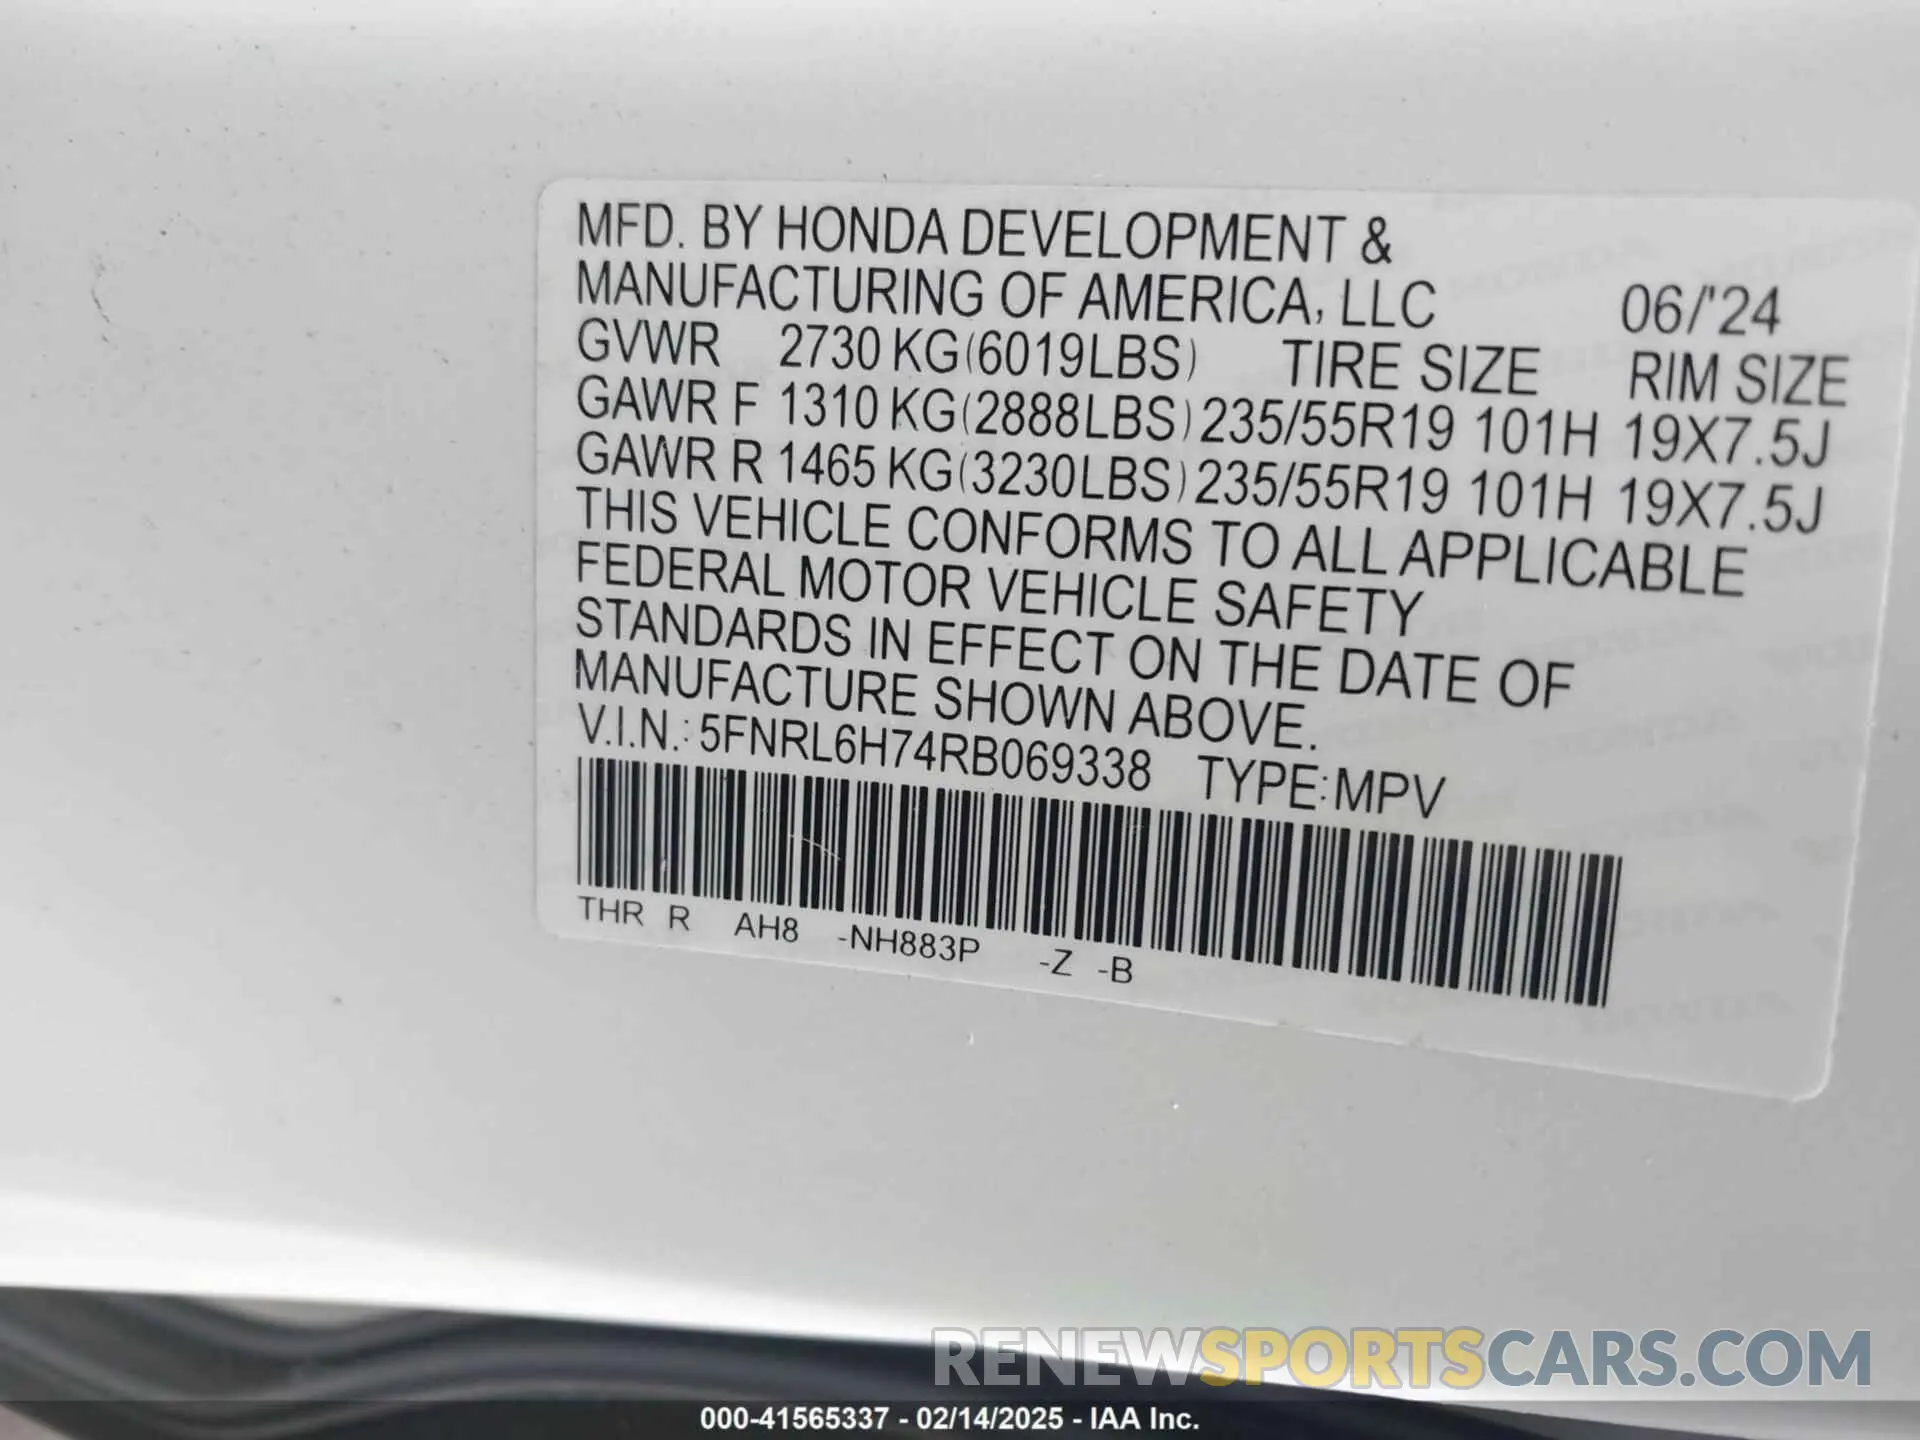 MFD. BY HONDA DEVELOPMENT &
MANUFACTURING OF AMERICA, LLC 06/'24
GVWR 2730 KG(6019LBS) TIRE SIZE RIM SIZE
GAWR F 1310 KG(2888LBS) 235/55R19 101H 19X7.5J
GAWR R 1465 KG(3230LBS) 235/55R19 101H 19X7.5J
THIS VEHICLE CONFORMS TO ALL APPLICABLE
FEDERAL MOTOR VEHICLE SAFETY
STANDARDS IN EFFECT ON THE DATE OF
MANUFACTURE SHOWN ABOVE.
V.I.N.: 5FNRL6H74RB069338 TYPE:MPV
THR R AH8 -NH883P -Z -B
RENEWSPORTSCARS.COM
000-41565337 - 02/14/2025 - IAA Inc.